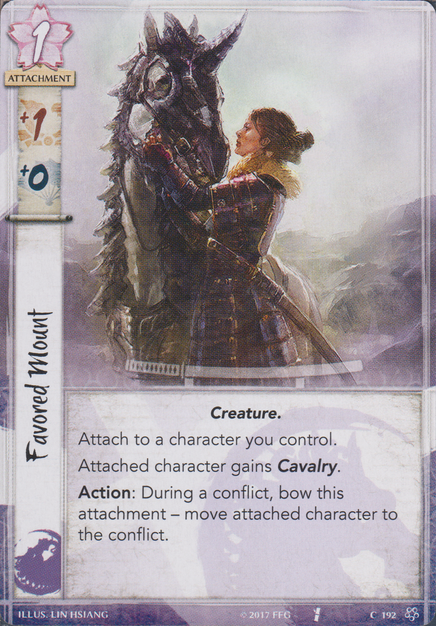 1
ATTACHMENT
+1
+0
Favored Mount
Creature.
Attach to a character you control.
Attached character gains Cavalry.
Action: During a conflict, bow this
attachment – move attached character to
the conflict.
ILLUS. LIN HSIANG
© 2017 FFG
1
C 192